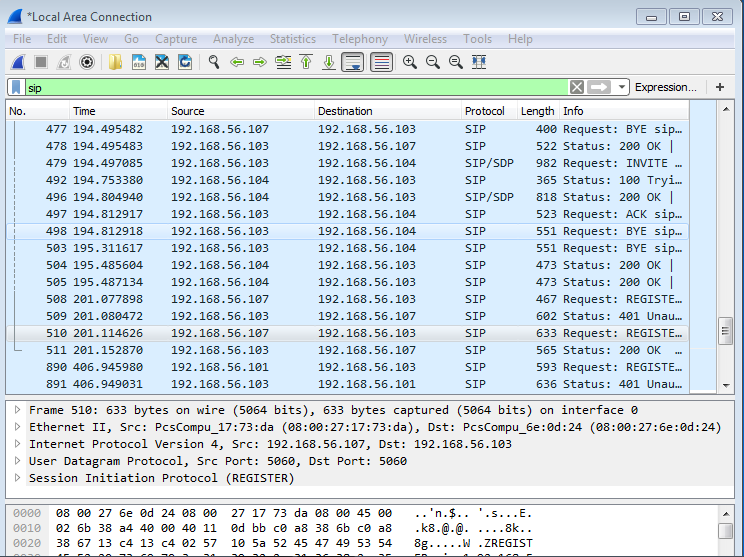 *Local Area Connection
File Edit View Go Capture Analyze Statistics Telephony Wireless Tools Help
sip Expression... +
No. Time Source Destination Protocol Length Info
477 194.495482 192.168.56.107 192.168.56.103 SIP 400 Request: BYE sip…
478 194.495483 192.168.56.103 192.168.56.107 SIP 522 Status: 200 OK |
479 194.497085 192.168.56.103 192.168.56.104 SIP/SDP 982 Request: INVITE …
492 194.753380 192.168.56.104 192.168.56.103 SIP 365 Status: 100 Tryi…
496 194.804940 192.168.56.104 192.168.56.103 SIP/SDP 818 Status: 200 OK |
497 194.812917 192.168.56.103 192.168.56.104 SIP 523 Request: ACK sip…
498 194.812918 192.168.56.103 192.168.56.104 SIP 551 Request: BYE sip…
503 195.311617 192.168.56.103 192.168.56.104 SIP 551 Request: BYE sip…
504 195.485604 192.168.56.104 192.168.56.103 SIP 473 Status: 200 OK |
505 195.487134 192.168.56.104 192.168.56.103 SIP 473 Status: 200 OK |
508 201.077898 192.168.56.107 192.168.56.103 SIP 467 Request: REGISTE…
509 201.080472 192.168.56.103 192.168.56.107 SIP 602 Status: 401 Unau…
510 201.114626 192.168.56.107 192.168.56.103 SIP 633 Request: REGISTE…
511 201.152870 192.168.56.103 192.168.56.107 SIP 565 Status: 200 OK …
890 406.945980 192.168.56.101 192.168.56.103 SIP 593 Request: REGISTE…
891 406.949031 192.168.56.103 192.168.56.101 SIP 636 Status: 401 Unau…
Frame 510: 633 bytes on wire (5064 bits), 633 bytes captured (5064 bits) on interface 0
Ethernet II, Src: PcsCompu_17:73:da (08:00:27:17:73:da), Dst: PcsCompu_6e:0d:24 (08:00:27:6e:0d:24)
Internet Protocol Version 4, Src: 192.168.56.107, Dst: 192.168.56.103
User Datagram Protocol, Src Port: 5060, Dst Port: 5060
Session Initiation Protocol (REGISTER)
0000 08 00 27 6e 0d 24 08 00 27 17 73 da 08 00 45 00 ..'n.$.. '.s...E.
0010 02 6b 38 a4 40 00 40 11 0d bb c0 a8 38 6b c0 a8 .k8.@.@. ....8k..
0020 38 67 13 c4 13 c4 02 57 10 5a 52 45 47 49 53 54 8g.....W .ZREGIST